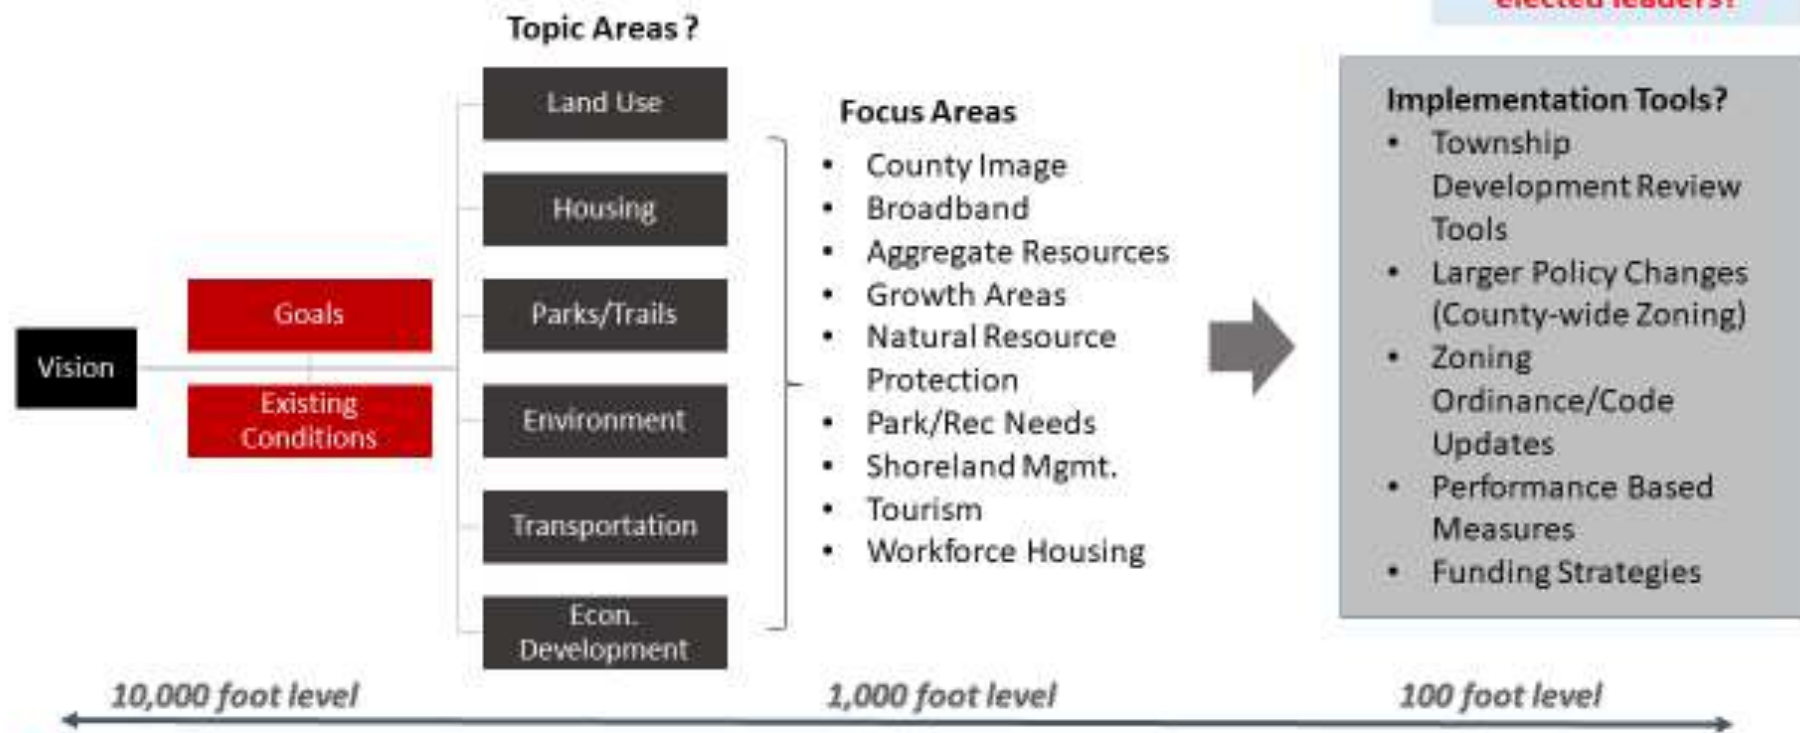 elected leaders?
Topic Areas ?
Land Use
Housing
Parks/Trails
Environment
Transportation
Econ.
Development
Vision
Goals
Existing
Conditions
Focus Areas
• County Image
• Broadband
• Aggregate Resources
• Growth Areas
• Natural Resource
Protection
• Park/Rec Needs
• Shoreland Mgmt.
• Tourism
• Workforce Housing
Implementation Tools?
• Township
Development Review
Tools
• Larger Policy Changes
(County-wide Zoning)
• Zoning
Ordinance/Code
Updates
• Performance Based
Measures
• Funding Strategies
10,000 foot level
1,000 foot level
100 foot level